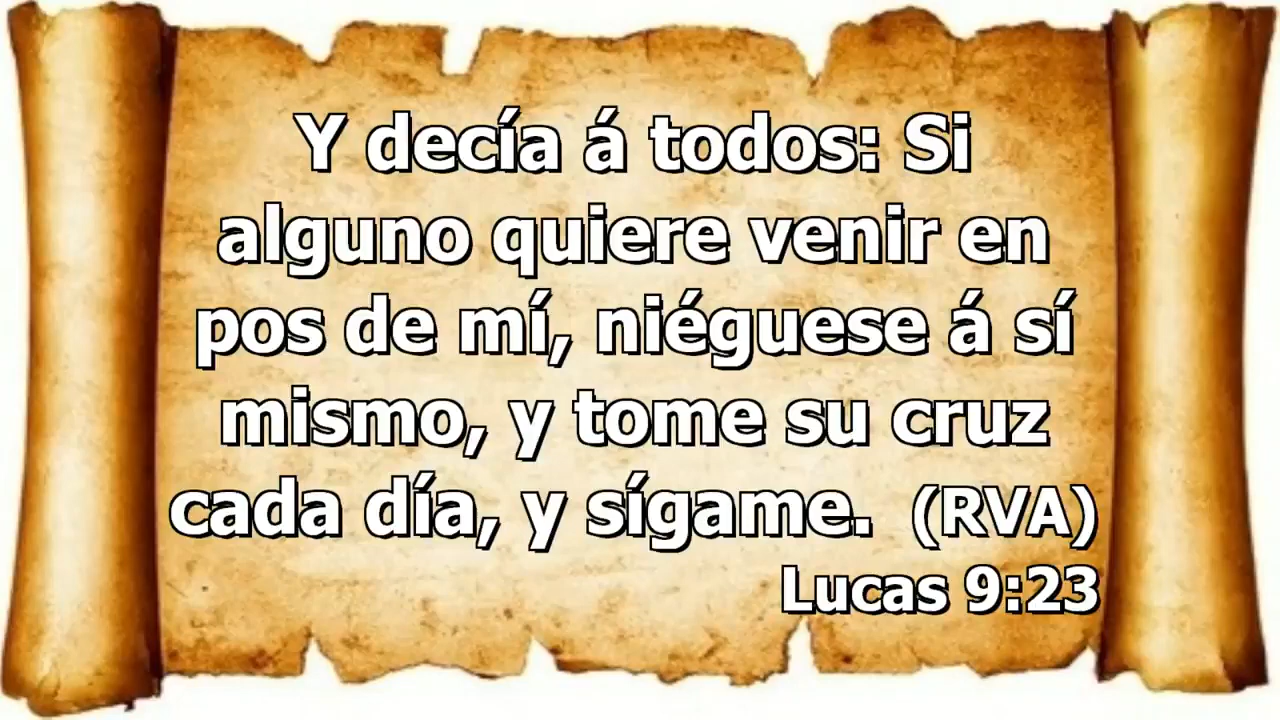 Y decía á todos: Si
alguno quiere venir en
pos de mí, niéguese á sí
mismo, y tome su cruz
cada día, y sígame. (RVA)
Lucas 9:23